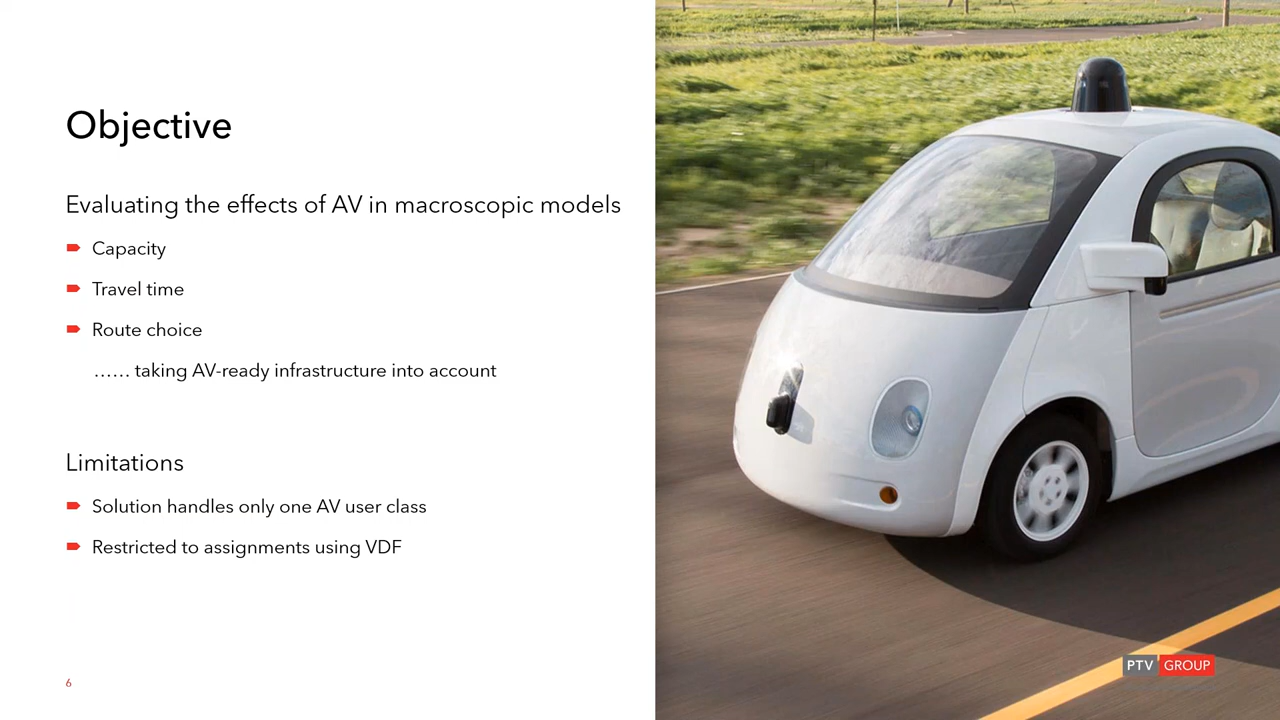 Objective
Evaluating the effects of AV in macroscopic models
Capacity
Travel time
Route choice
...... taking AV-ready infrastructure into account
Limitations
Solution handles only one AV user class
Restricted to assignments using VDF
6
PTV GROUP